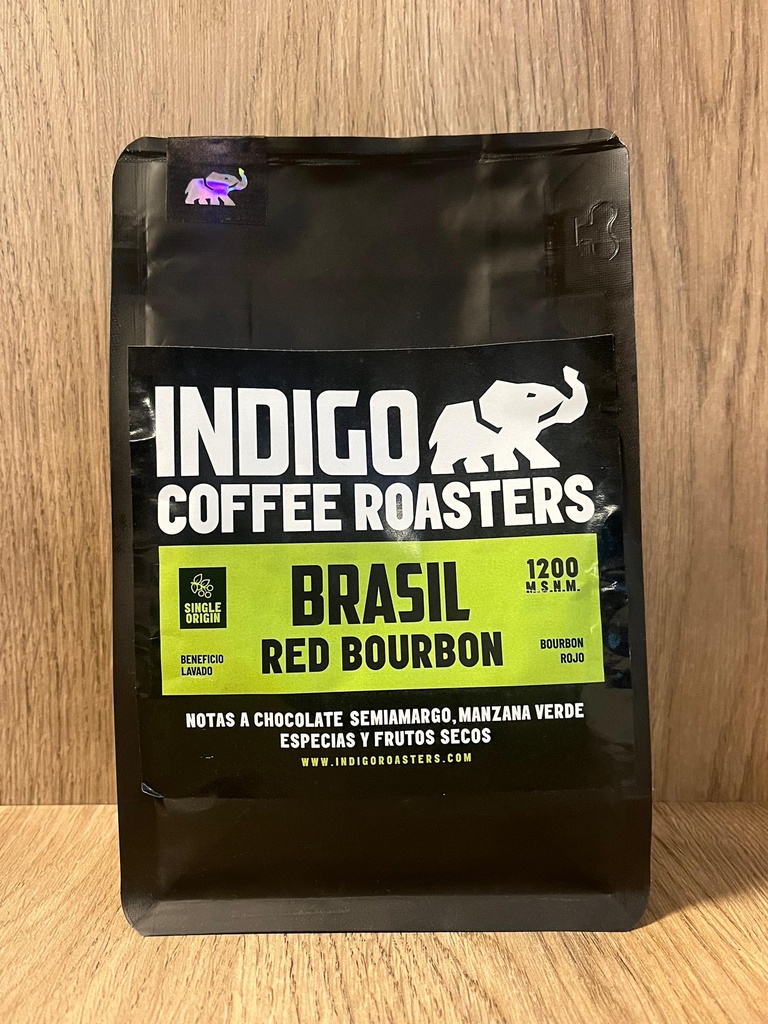 INDIGO
COFFEE ROASTERS
SINGLE
ORIGIN
BRASIL
1200
M.S.N.M.
RED BOURBON
BENEFICIO
LAVADO
BOURBON
ROJO
NOTAS A CHOCOLATE SEMIAMARGO, MANZANA VERDE
ESPECIAS Y FRUTOS SECOS
WWW.INDIGOROASTERS.COM